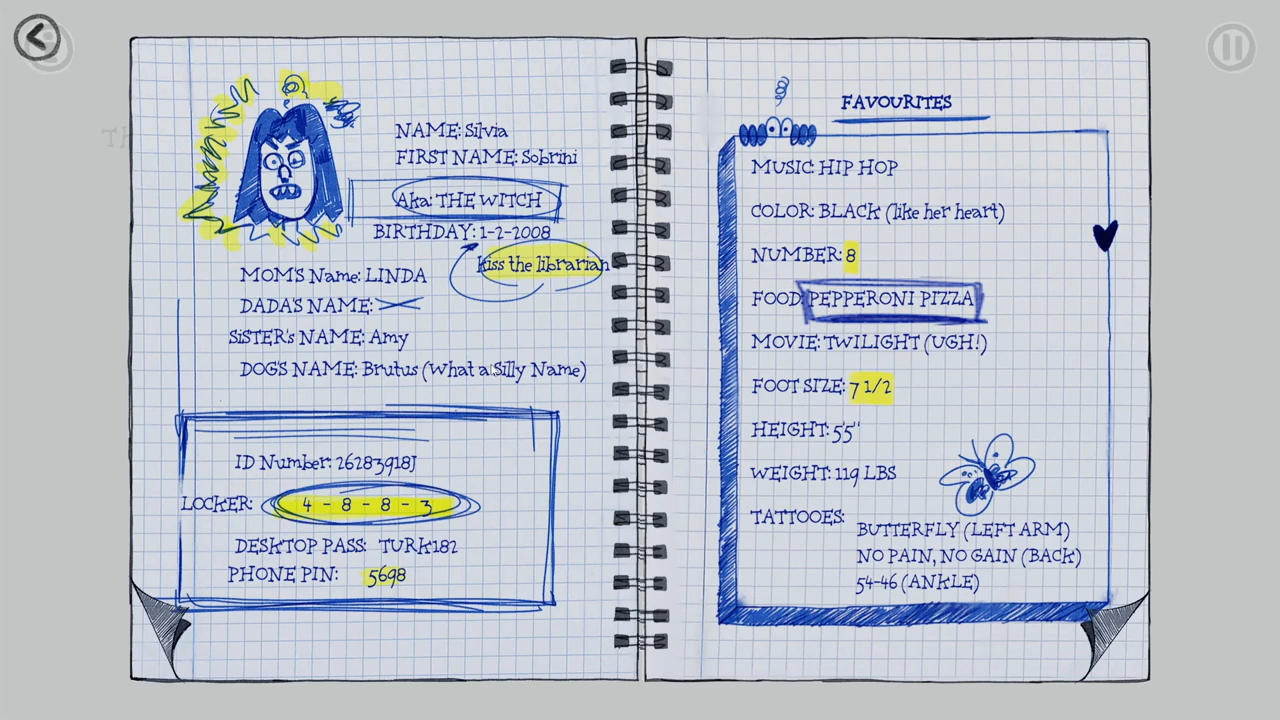 NAME: Silvia
FIRST NAME: Sobrini
Aka: THE WITCH
BIRTHDAY: 1-2-2008
Kiss the librarian
MOM'S Name: LINDA
DADA'S NAME:
SiSTER's NAME: Amy
DOG'S NAME: Brutus (What a Silly Name)
ID Number: 26283918J
LOCKER: 4 - 8 - 8 - 3
DESKTOP PASS: TURK182
PHONE PIN: 5698
FAVOURITES
MUSIC: HIP HOP
COLOR: BLACK (like her heart)
NUMBER: 8
FOOD: PEPPERONI PIZZA
MOVIE: TWILIGHT (UGH!)
FOOT SIZE: 7 1/2
HEIGHT: 5'5"
WEIGHT: 119 LBS
TATTOOES:
BUTTERFLY (LEFT ARM)
NO PAIN, NO GAIN (BACK)
54-46 (ANKLE)